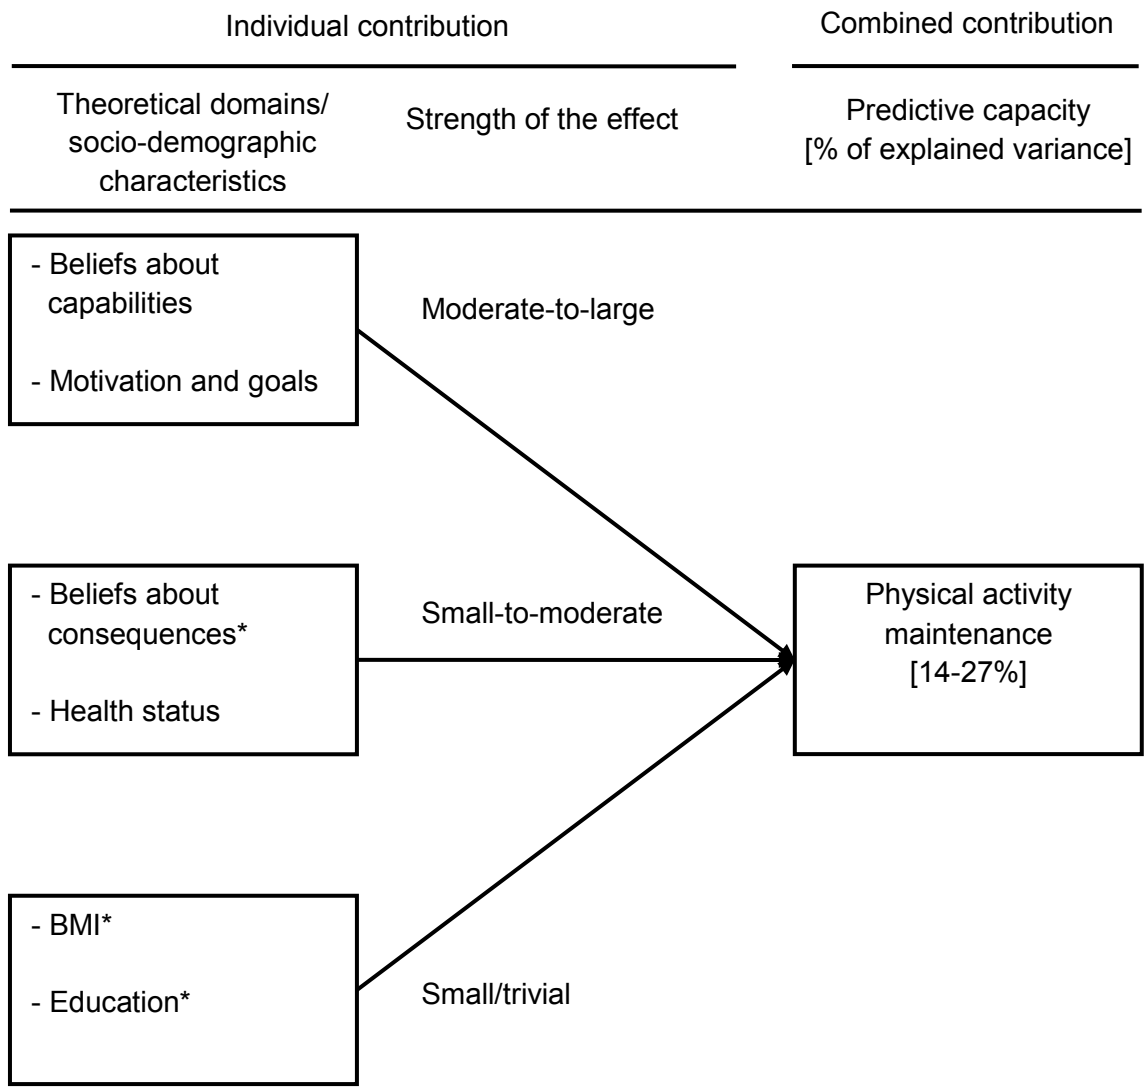 Individual contribution
Combined contribution
Theoretical domains/
socio-demographic
characteristics
Strength of the effect
Predictive capacity
[% of explained variance]
- Beliefs about
capabilities
- Motivation and goals
Moderate-to-large
- Beliefs about
consequences*
- Health status
Small-to-moderate
Physical activity
maintenance
[14-27%]
- BMI*
- Education*
Small/trivial